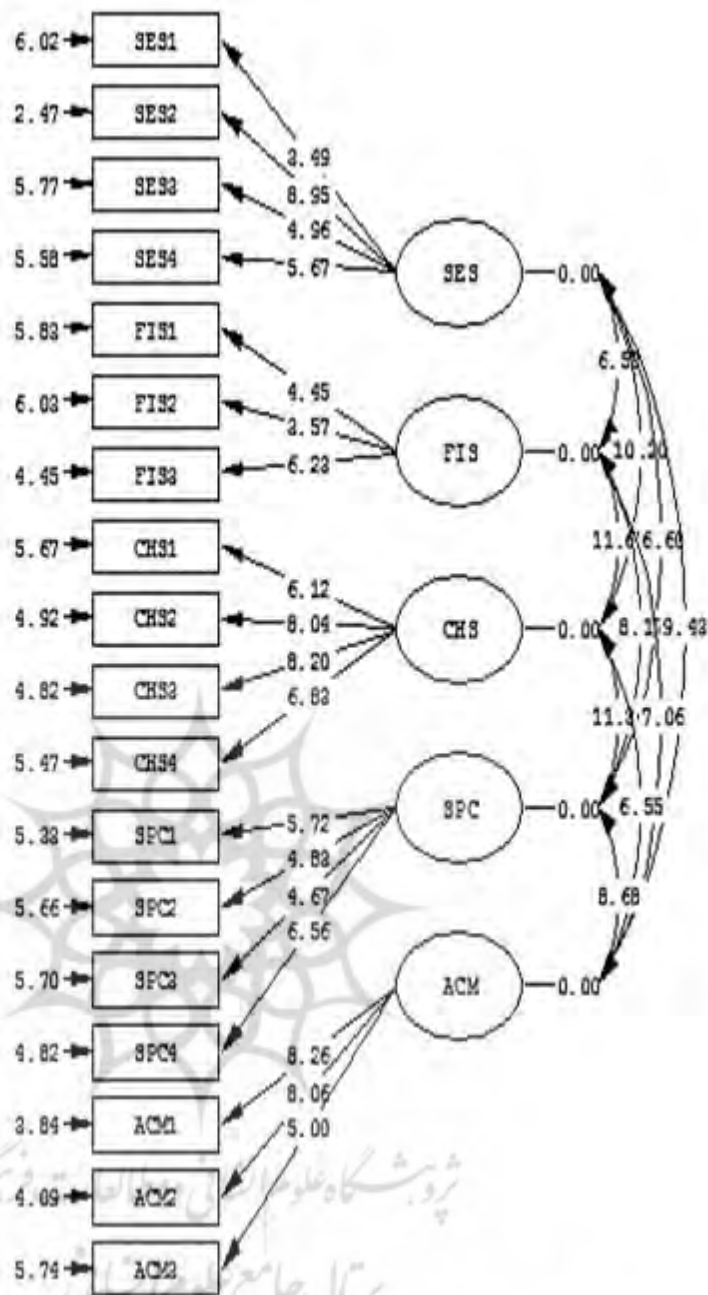 6.02 SES1
2.47 SES2
5.77 SES3
5.58 SES4
5.83 FIS1
6.03 FIS2
4.45 FIS3
5.67 CHS1
4.92 CHS2
4.82 CHS3
5.47 CHS4
5.33 SPC1
5.66 SPC2
5.70 SPC3
4.82 SPC4
3.84 ACM1
4.09 ACM2
5.74 ACM3
3.49
8.95
4.96
5.67
4.45
3.57
6.23
6.12
8.04
8.20
6.83
5.72
4.83
4.67
6.56
8.26
8.06
5.00
SES 0.00
FIS 0.00
CHS 0.00
SPC 0.00
ACM 0.00
10.20
6.60
9.43
7.06
6.55
8.68